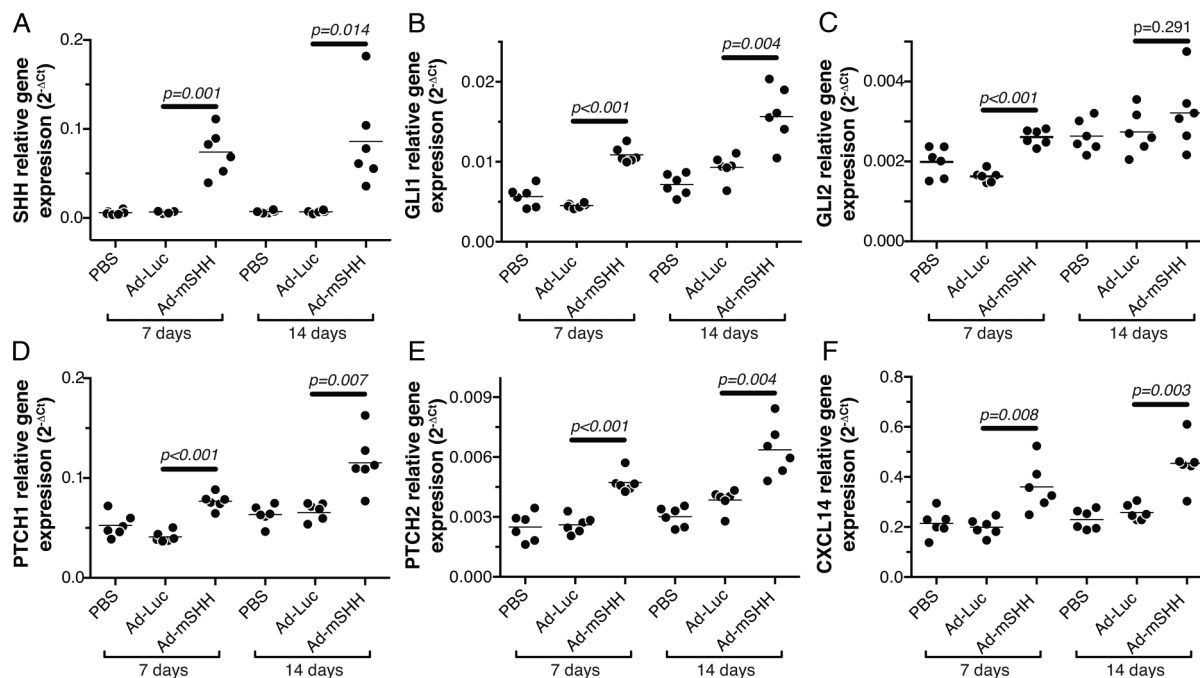 A
SHH relative gene
expresison (2-ΔCt)
0.2
0.1
0.0
p=0.001
p=0.014
PBS
Ad-Luc
Ad-mSHH
PBS
Ad-Luc
Ad-mSHH
7 days
14 days
B
GLI1 relative gene
expresison (2-ΔCt)
0.02
0.01
0.00
p<0.001
p=0.004
PBS
Ad-Luc
Ad-mSHH
PBS
Ad-Luc
Ad-mSHH
7 days
14 days
C
GLI2 relative gene
expresison (2-ΔCt)
0.004
0.002
0.000
p<0.001
p=0.291
PBS
Ad-Luc
Ad-mSHH
PBS
Ad-Luc
Ad-mSHH
7 days
14 days
D
PTCH1 relative gene
expresison (2-ΔCt)
0.2
0.1
0.0
p<0.001
p=0.007
PBS
Ad-Luc
Ad-mSHH
PBS
Ad-Luc
Ad-mSHH
7 days
14 days
E
PTCH2 relative gene
expresison (2-ΔCt)
0.009
0.006
0.003
0.000
p<0.001
p=0.004
PBS
Ad-Luc
Ad-mSHH
PBS
Ad-Luc
Ad-mSHH
7 days
14 days
F
CXCL14 relative gene
expresison (2-ΔCt)
0.8
0.6
0.4
0.2
0.0
p=0.008
p=0.003
PBS
Ad-Luc
Ad-mSHH
PBS
Ad-Luc
Ad-mSHH
7 days
14 days